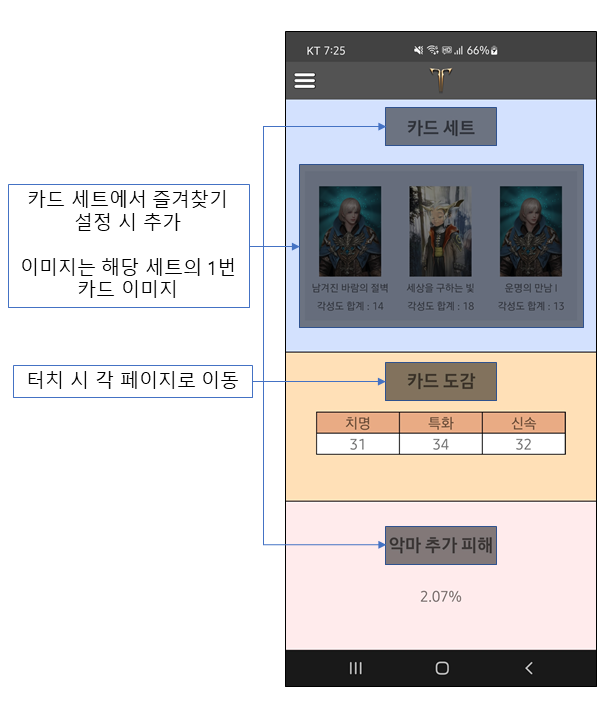 KT 7:25
66%
카드 세트
카드 세트에서 즐겨찾기
설정 시 추가
이미지는 해당 세트의 1번
카드 이미지
남겨진 바람의 절벽
세상을 구하는 빛
운명의 만남 I
각성도 합계 : 14
각성도 합계 : 18
각성도 합계 : 13
터치 시 각 페이지로 이동
카드 도감
치명
특화
신속
31
34
32
악마 추가 피해
2.07%